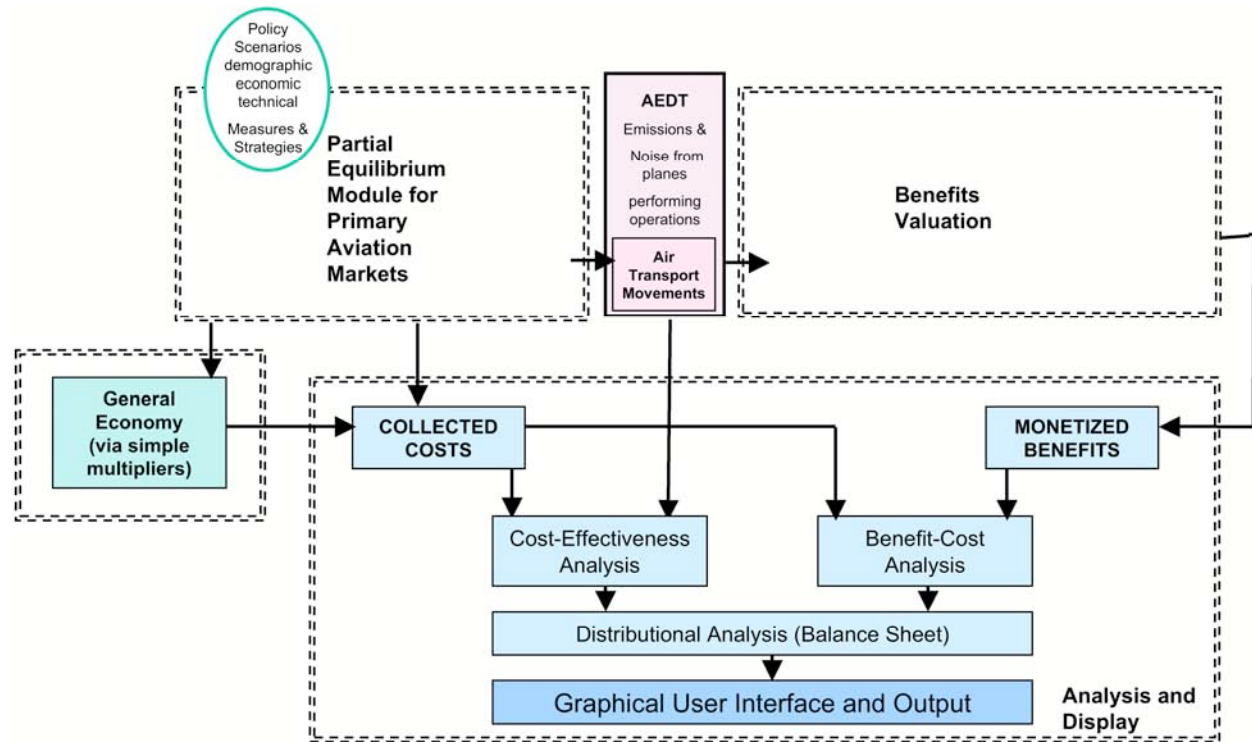 Policy
Scenarios
demographic
economic
technical
Measures &
Strategies
Partial
Equilibrium
Module for
Primary
Aviation
Markets
AEDT
Emissions &
Noise from
planes
performing
operations
Air
Transport
Movements
Benefits
Valuation
General
Economy
(via simple
multipliers)
COLLECTED
COSTS
MONETIZED
BENEFITS
Cost-Effectiveness
Analysis
Benefit-Cost
Analysis
Distributional Analysis (Balance Sheet)
Graphical User Interface and Output
Analysis and
Display